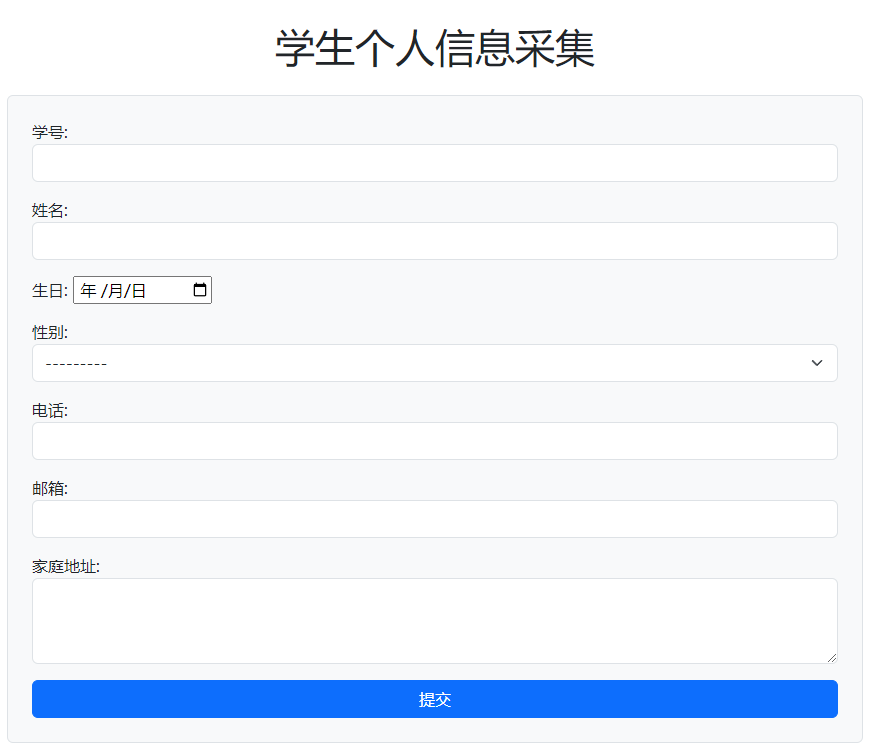 学生个人信息采集
学号:
姓名:
生日: 年 /月/日
性别:
---------
电话:
邮箱:
家庭地址:
提交